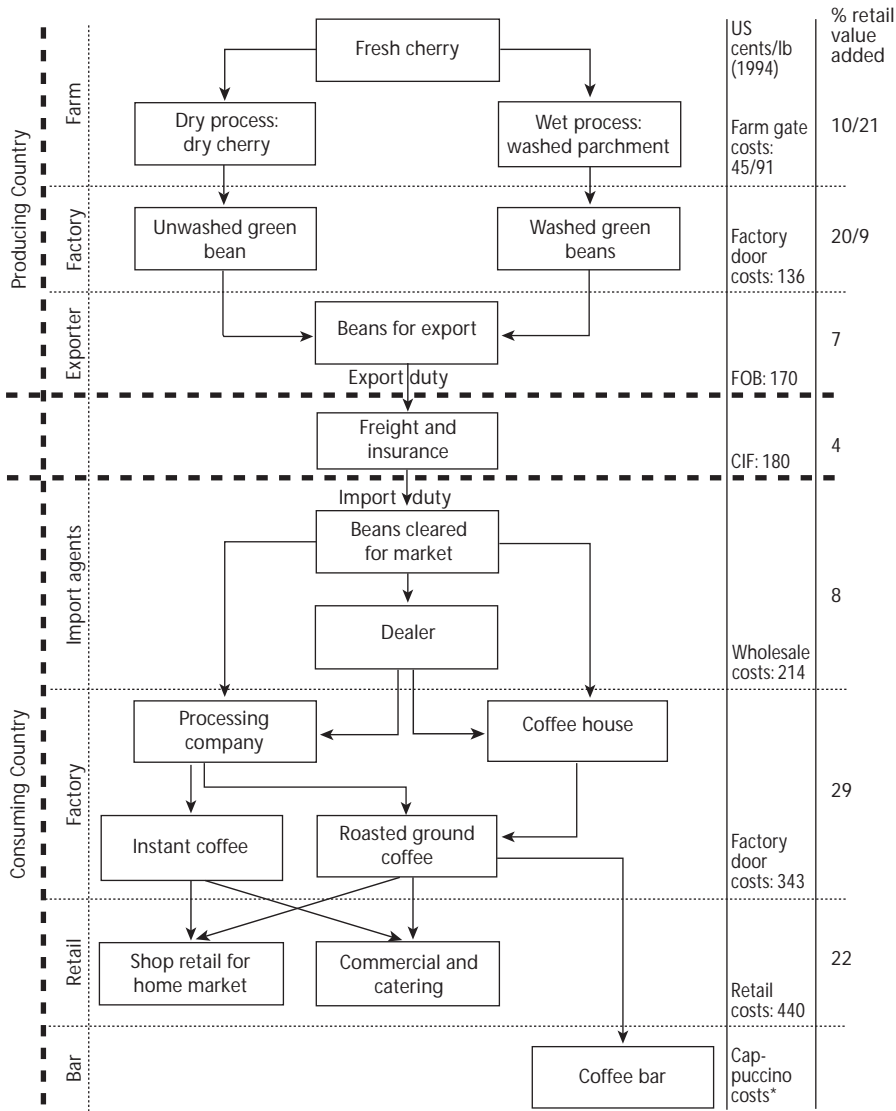 % retail
value
added
US
cents/lb
(1994)
Producing Country
Farm
Fresh cherry
Dry process:
dry cherry
Wet process:
washed parchment
Farm gate
costs:
45/91
10/21
Factory
Unwashed green
bean
Washed green
beans
Factory
door
costs: 136
20/9
Exporter
Beans for export
Export duty
FOB: 170
7
Freight and
insurance
CIF: 180
4
Consuming Country
Import agents
Import duty
Beans cleared
for market
Dealer
Wholesale
costs: 214
8
Factory
Processing
company
Coffee house
Instant coffee
Roasted ground
coffee
Factory
door
costs: 343
29
Retail
Shop retail for
home market
Commercial and
catering
Retail
costs: 440
22
Bar
Coffee bar
Cap-
puccino
costs*